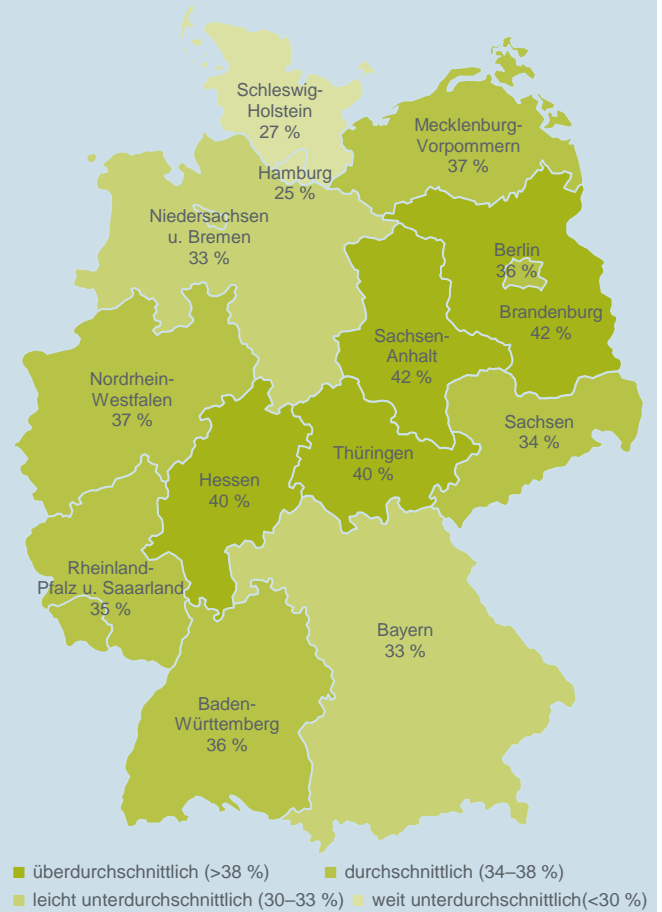 Schleswig-
Holstein
27 %
Mecklenburg-
Vorpommern
37 %
Hamburg
25 %
Niedersachsen
u. Bremen
33 %
Berlin
36 %
Brandenburg
42 %
Sachsen-
Anhalt
42 %
Nordrhein-
Westfalen
37 %
Sachsen
34 %
Thüringen
40 %
Hessen
40 %
Rheinland-
Pfalz u. Saaarland
35 %
Bayern
33 %
Baden-
Württemberg
36 %
überdurchschnittlich (>38 %) durchschnittlich (34–38 %)
leicht unterdurchschnittlich (30–33 %) weit unterdurchschnittlich(<30 %)